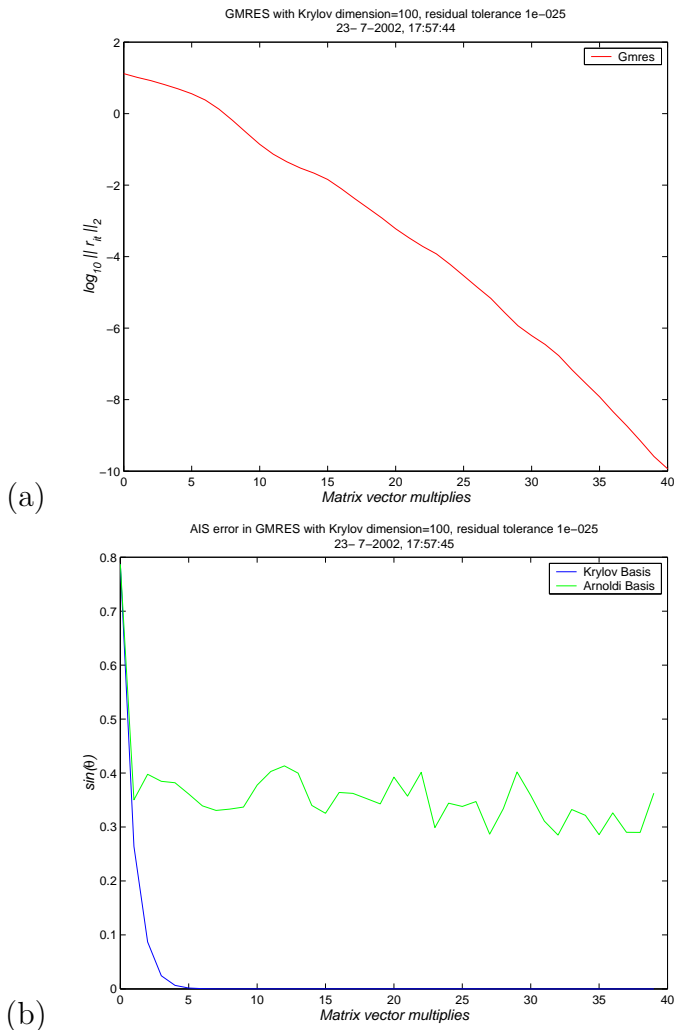 GMRES with Krylov dimension=100, residual tolerance 1e−025
23− 7−2002, 17:57:44
2
0
−2
−4
−6
−8
−10
log10 || rit ||2
Gmres
0 5 10 15 20 25 30 35 40
Matrix vector multiplies
(a)
AIS error in GMRES with Krylov dimension=100, residual tolerance 1e−025
23− 7−2002, 17:57:45
0.8
0.7
0.6
0.5
0.4
0.3
0.2
0.1
0
sin(θ)
Krylov Basis
Arnoldi Basis
0 5 10 15 20 25 30 35 40
Matrix vector multiplies
(b)